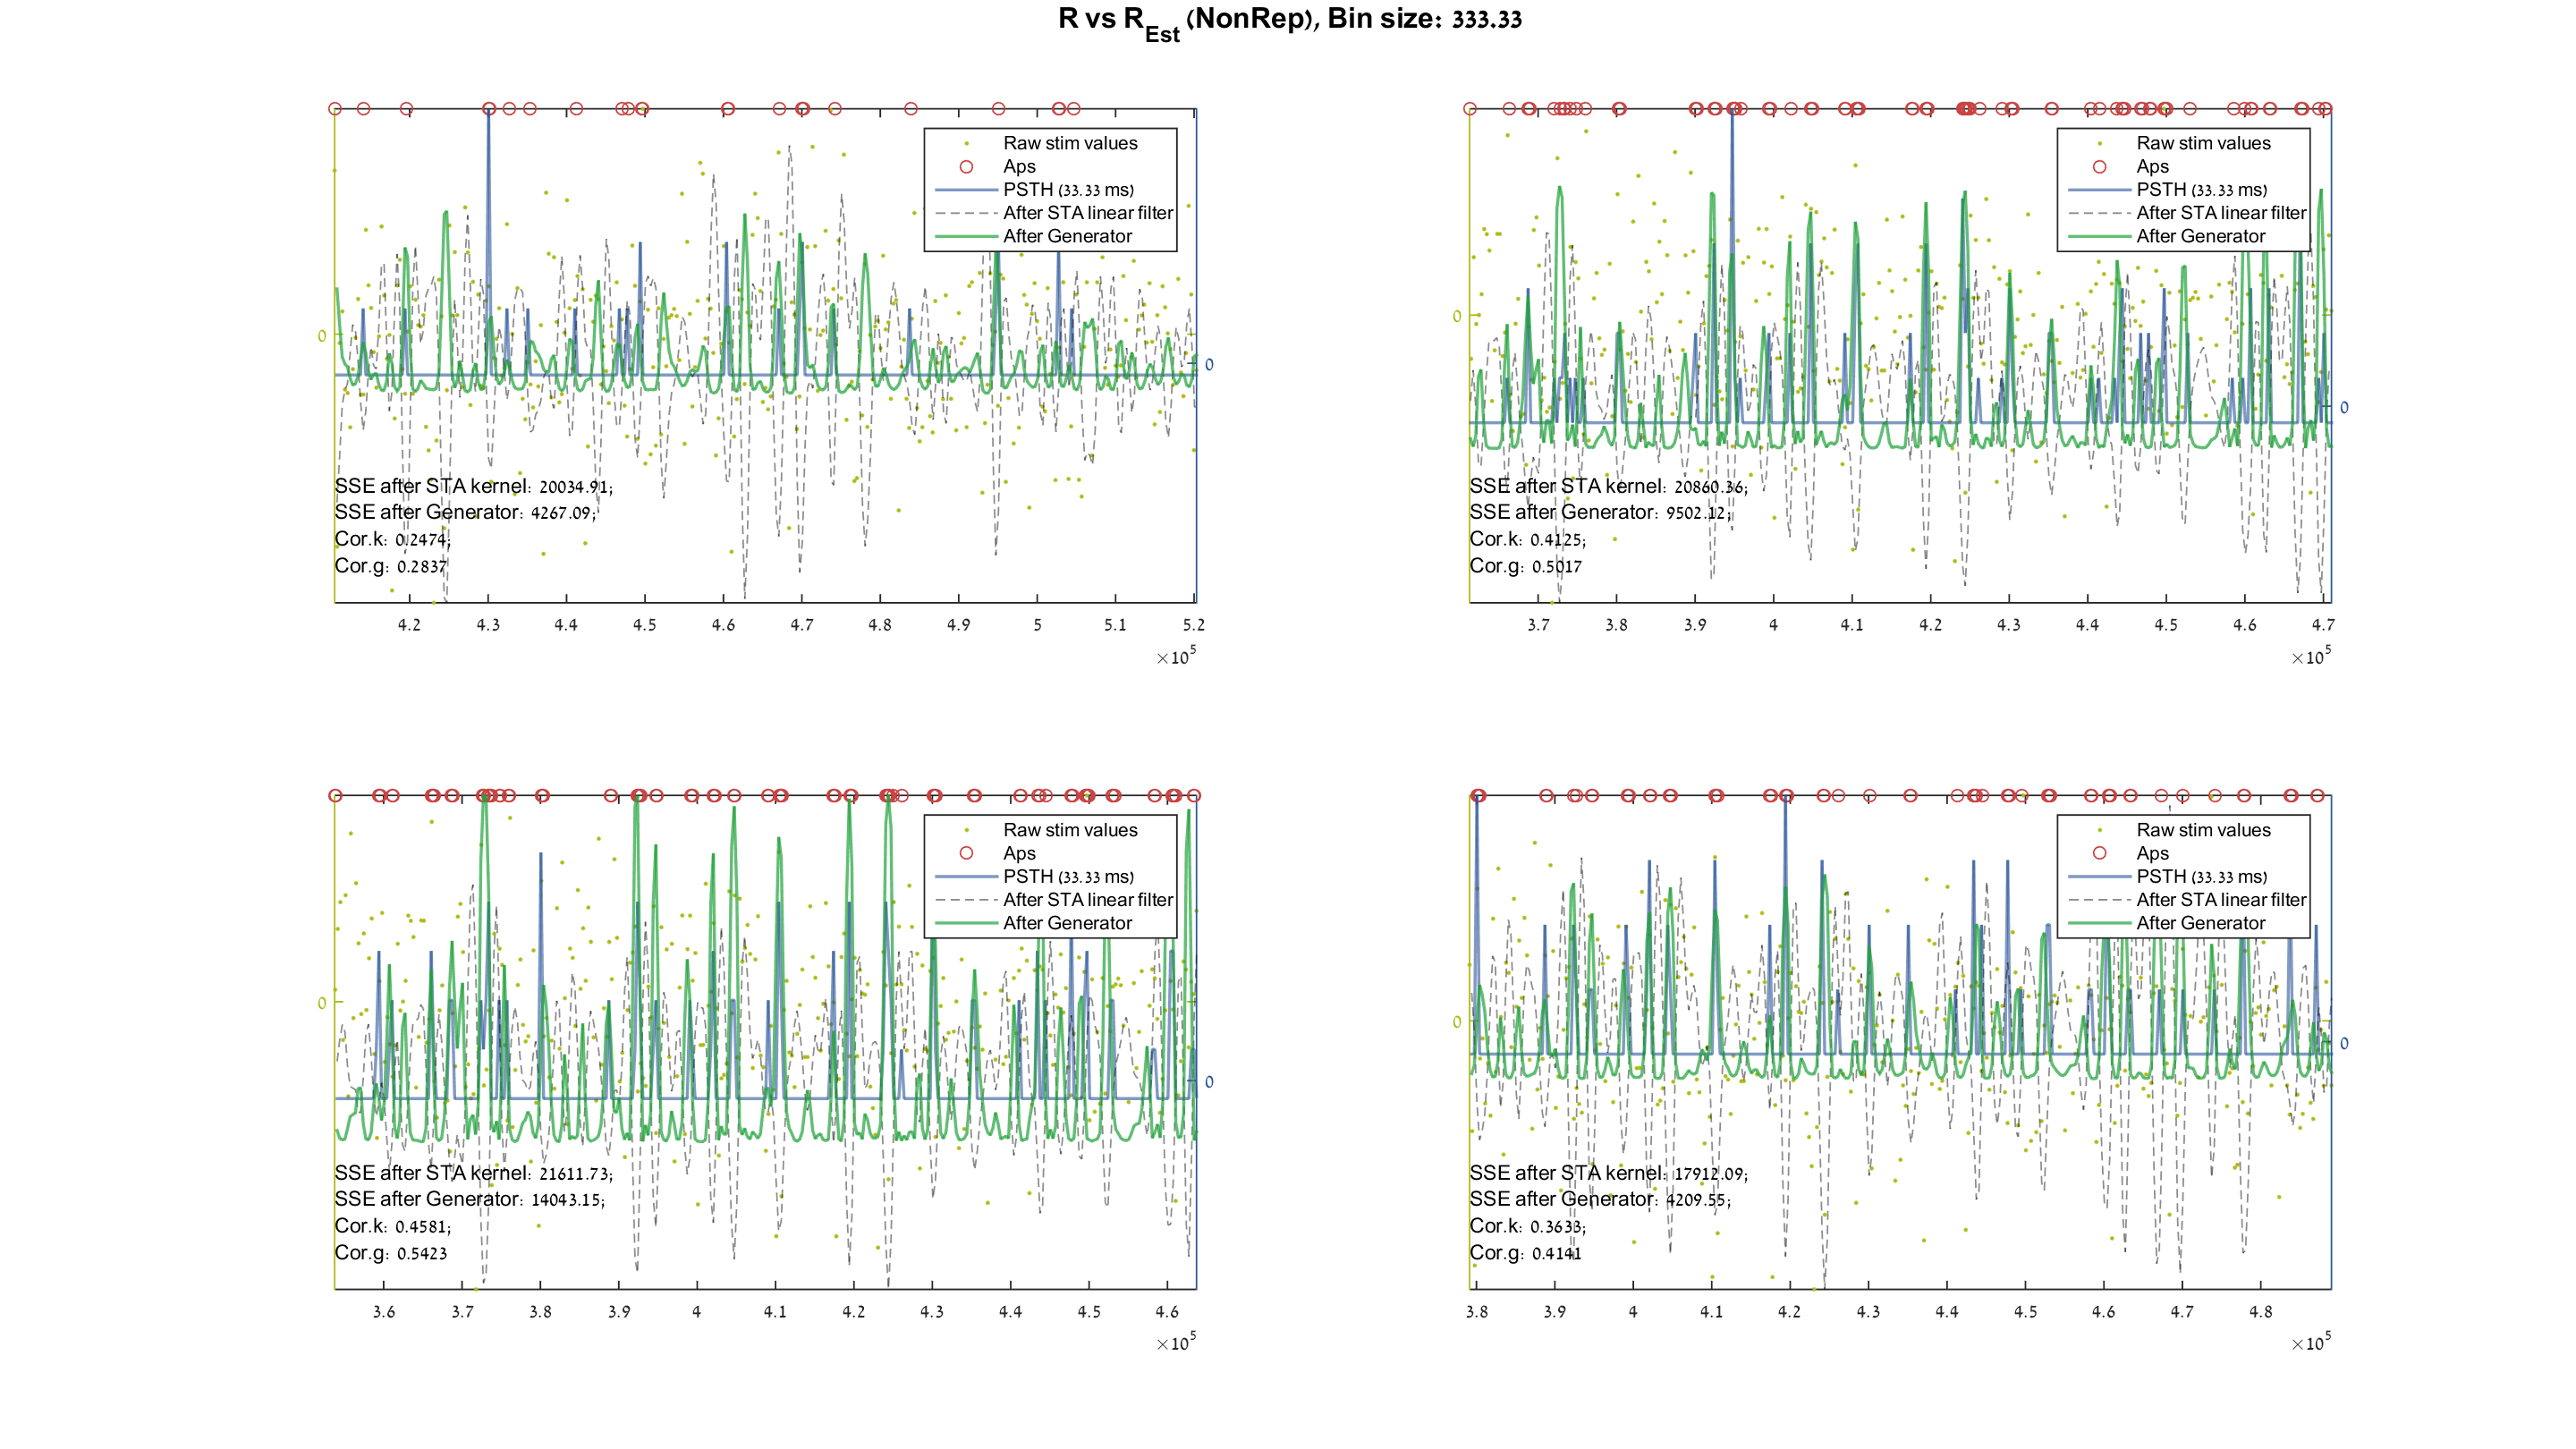 R vs R_Est (NonRep), Bin size: 333.33
Raw stim values
Aps
PSTH (33.33 ms)
After STA linear filter
After Generator
0
0
SSE after STA kernel: 20034.91;
SSE after Generator: 4267.09;
Cor.k: 0.2474;
Cor.g: 0.2837
4.2 4.3 4.4 4.5 4.6 4.7 4.8 4.9 5 5.1 5.2
×10^5
Raw stim values
Aps
PSTH (33.33 ms)
After STA linear filter
After Generator
0
0
SSE after STA kernel: 20860.36;
SSE after Generator: 9502.12;
Cor.k: 0.4125;
Cor.g: 0.5017
3.7 3.8 3.9 4 4.1 4.2 4.3 4.4 4.5 4.6 4.7
×10^5
Raw stim values
Aps
PSTH (33.33 ms)
After STA linear filter
After Generator
0
0
SSE after STA kernel: 21611.73;
SSE after Generator: 14043.15;
Cor.k: 0.4581;
Cor.g: 0.5423
3.6 3.7 3.8 3.9 4 4.1 4.2 4.3 4.4 4.5 4.6
×10^5
Raw stim values
Aps
PSTH (33.33 ms)
After STA linear filter
After Generator
0
0
SSE after STA kernel: 17912.09;
SSE after Generator: 4209.55;
Cor.k: 0.3633;
Cor.g: 0.4141
3.8 3.9 4 4.1 4.2 4.3 4.4 4.5 4.6 4.7 4.8
×10^5